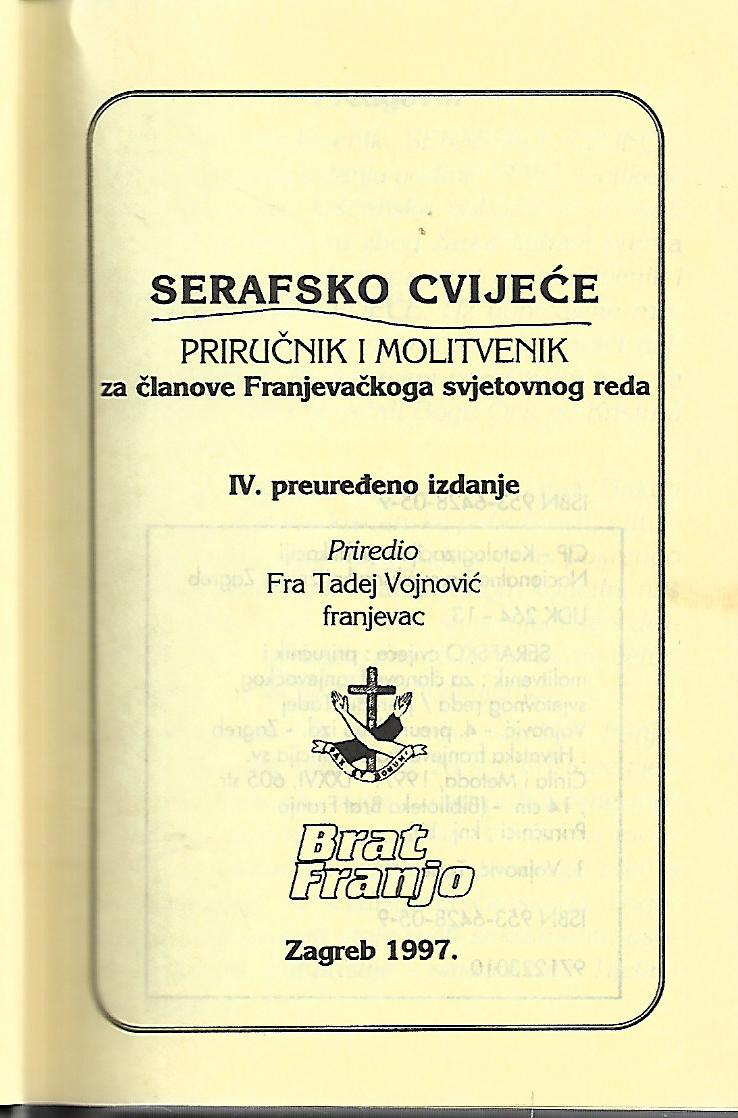 SERAFSKO CVIJEĆE
PRIRUČNIK I MOLITVENIK
za članove Franjevačkoga svjetovnog reda
IV. preuređeno izdanje
Priredio
Fra Tadej Vojnović
franjevac
PAX ET BONUM
Brat
Franjo
Zagreb 1997.